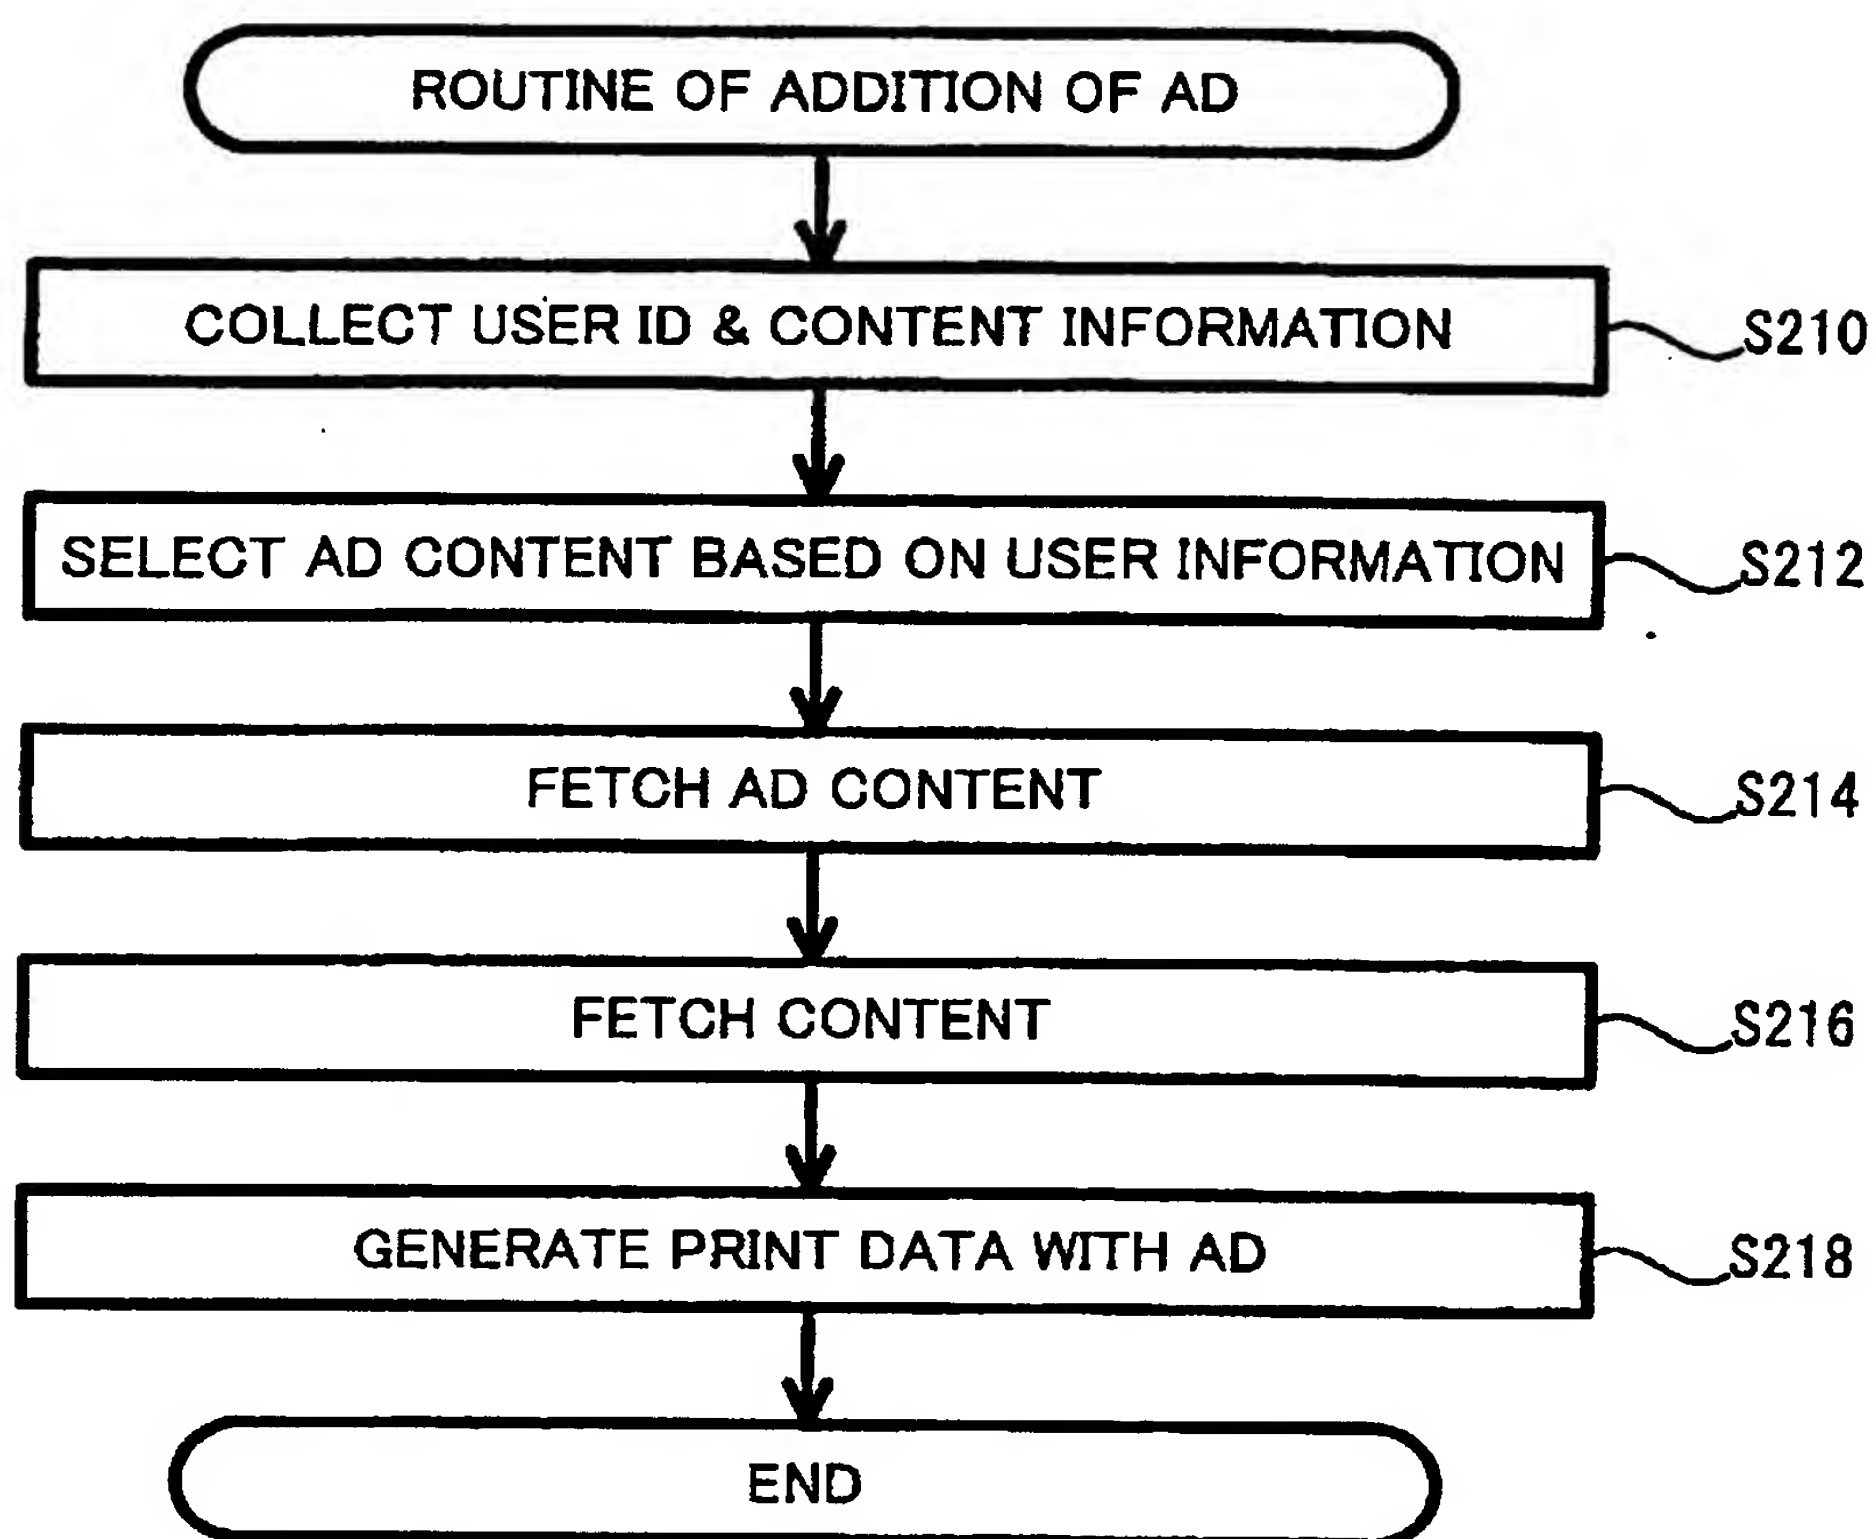 ROUTINE OF ADDITION OF AD
COLLECT USER ID & CONTENT INFORMATION
S210
SELECT AD CONTENT BASED ON USER INFORMATION
S212
FETCH AD CONTENT
S214
FETCH CONTENT
S216
GENERATE PRINT DATA WITH AD
S218
END